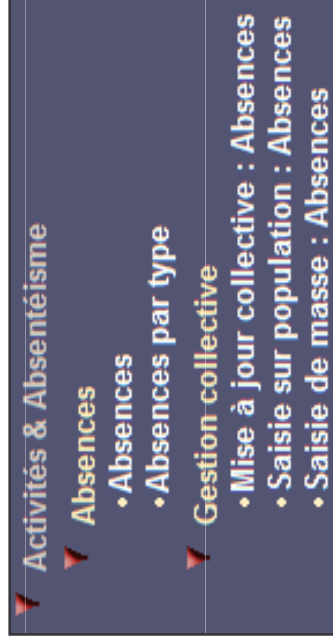 Activités & Absentéisme
Absences
• Absences
• Absences par type
Gestion collective
• Mise à jour collective : Absences
• Saisie sur population : Absences
• Saisie de masse : Absences